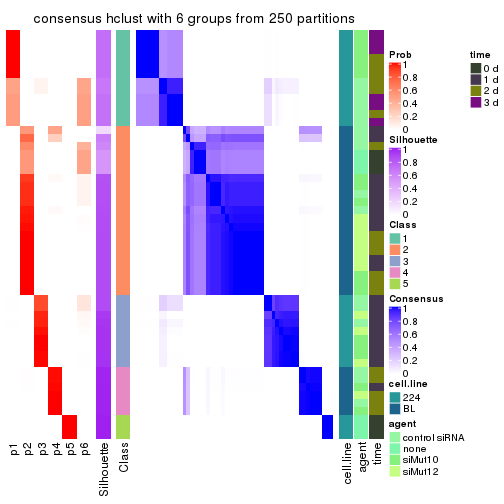 consensus hclust with 6 groups from 250 partitions
Prob
1
0.8
0.6
0.4
0.2
0
time
0 d
1 d
2 d
3 d
Silhouette
1
0.8
0.6
0.4
0.2
0
Class
1
2
3
4
5
Consensus
1
0.8
0.6
0.4
0.2
0
cell.line
224
BL
agent
control siRNA
none
siMut10
siMut12
p1
p2
p3
p4
p5
p6
Silhouette
Class
cell.line
agent
time